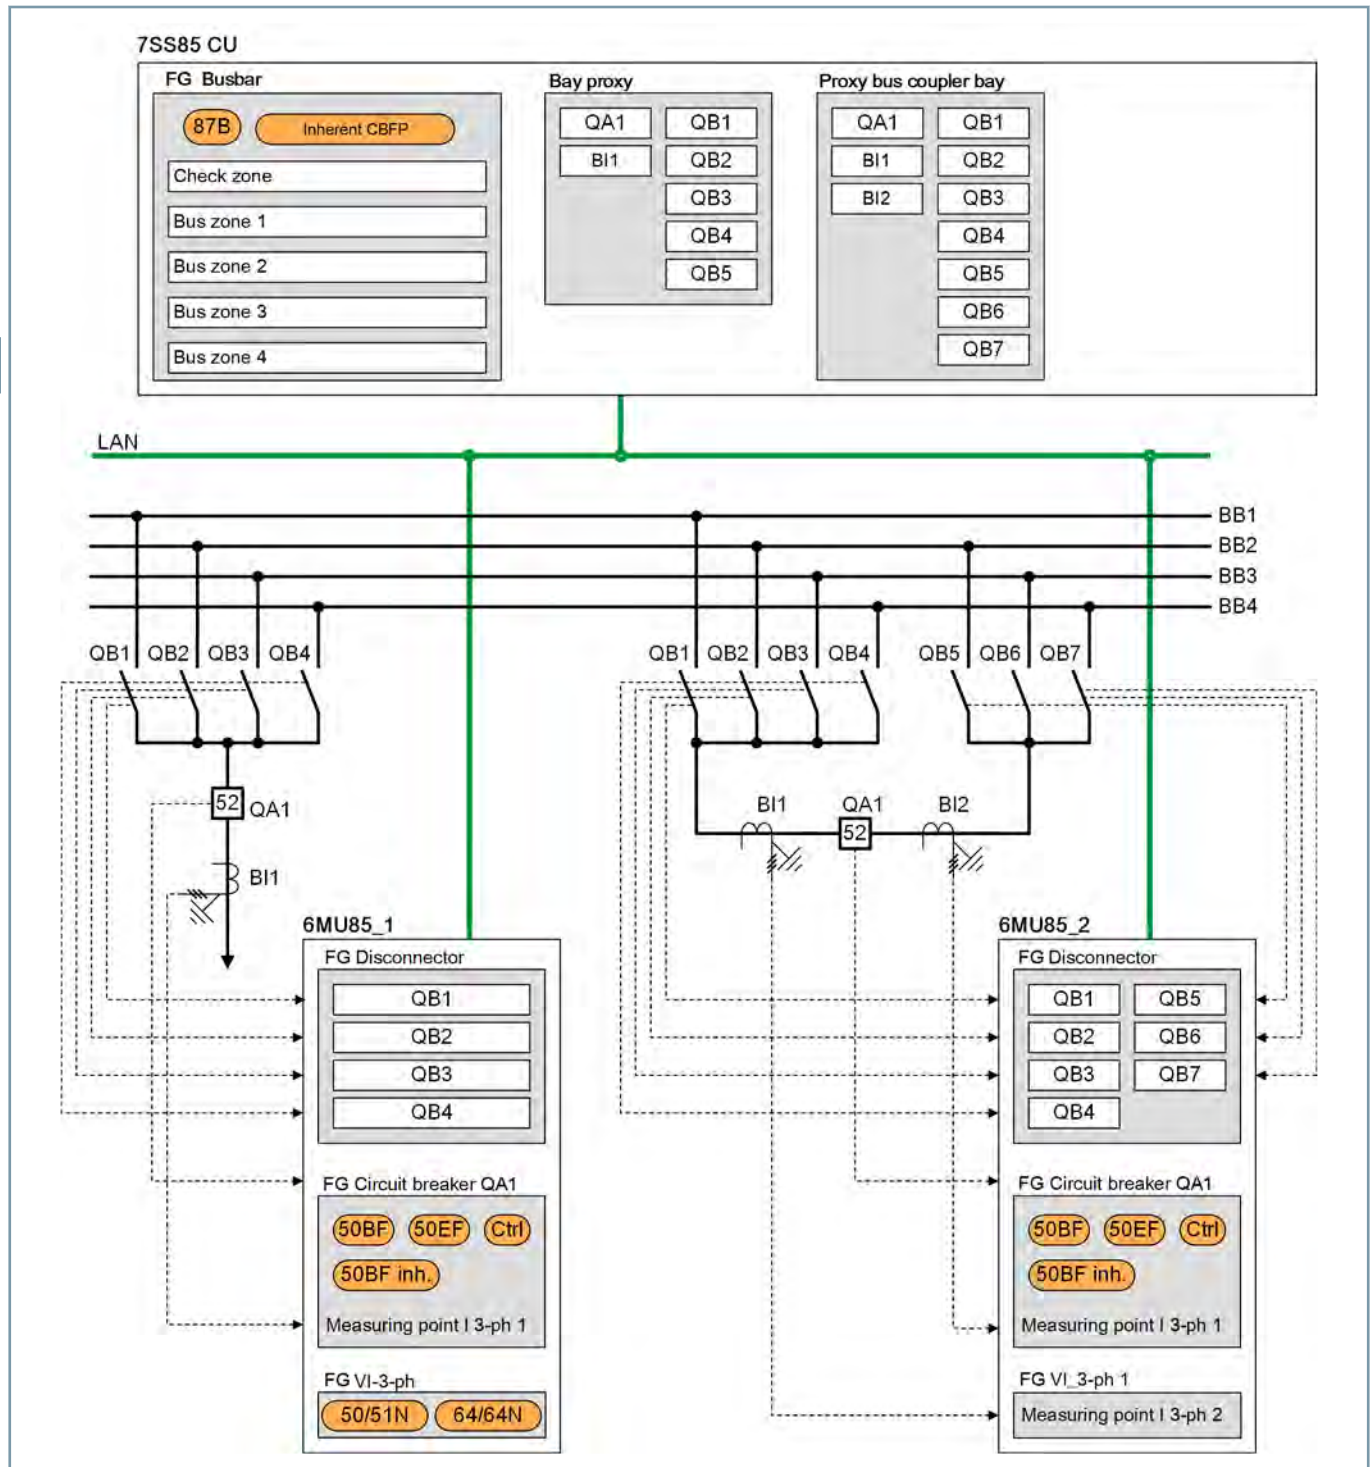 7SS85 CU
FG Busbar
87B
Inherent CBFP
Check zone
Bus zone 1
Bus zone 2
Bus zone 3
Bus zone 4
Bay proxy
QA1
QB1
BI1
QB2
QB3
QB4
QB5
Proxy bus coupler bay
QA1
QB1
BI1
QB2
BI2
QB3
QB4
QB5
QB6
QB7
LAN
BB1
BB2
BB3
BB4
QB1
QB2
QB3
QB4
QB1
QB2
QB3
QB4
QB5
QB6
QB7
52
QA1
BI1
BI1
QA1
BI2
52
6MU85_1
FG Disconnector
QB1
QB2
QB3
QB4
FG Circuit breaker QA1
50BF
50EF
Ctrl
50BF inh.
Measuring point I 3-ph 1
FG VI-3-ph
50/51N
64/64N
6MU85_2
FG Disconnector
QB1
QB5
QB2
QB6
QB3
QB7
QB4
FG Circuit breaker QA1
50BF
50EF
Ctrl
50BF inh.
Measuring point I 3-ph 1
FG VI_3-ph 1
Measuring point I 3-ph 2